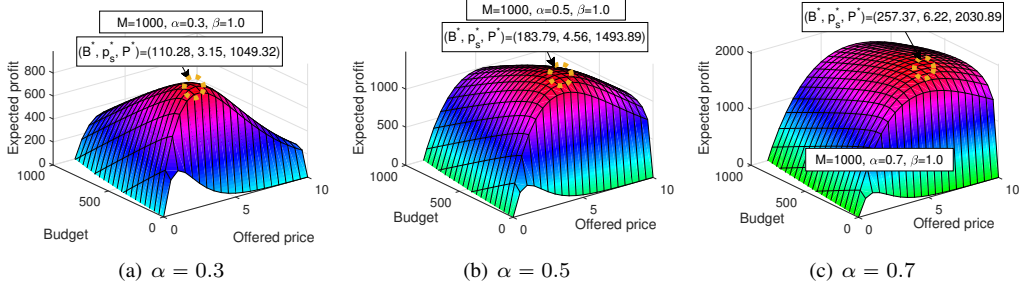 M=1000, α=0.3, β=1.0
(B*, p*s, P*)=(110.28, 3.15, 1049.32)
Expected profit
800
600
400
200
0
1000
500
0
Budget
0
5
10
Offered price
(a) α = 0.3
M=1000, α=0.5, β=1.0
(B*, p*s, P*)=(183.79, 4.56, 1493.89)
Expected profit
1000
500
0
1000
500
0
Budget
0
5
10
Offered price
(b) α = 0.5
(B*, p*s, P*)=(257.37, 6.22, 2030.89
Expected profit
2000
1000
0
1000
M=1000, α=0.7, β=1.0
500
0
Budget
0
5
10
Offered price
(c) α = 0.7